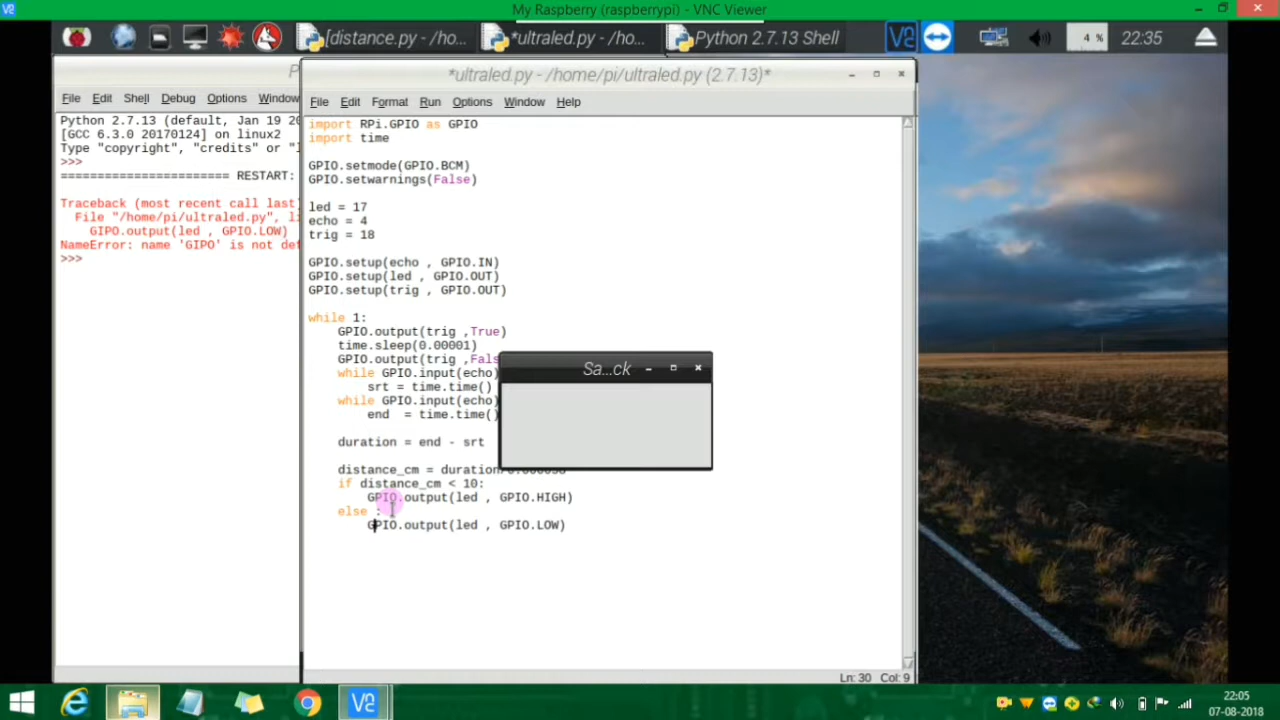 My Raspberry (raspberrypi) - VNC Viewer
[distance.py - /ho...
*ultraled.py - /ho...
Python 2.7.13 Shell
4 %
22:35
P
File Edit Shell Debug Options Window
Python 2.7.13 (default, Jan 19 20
[GCC 6.3.0 20170124] on linux2
Type "copyright", "credits" or "l
>>>
======================= RESTART:
Traceback (most recent call last)
File "/home/pi/ultraled.py", li
GIPO.output(led , GPIO.LOW)
NameError: name 'GIPO' is not def
>>>
*ultraled.py - /home/pi/ultraled.py (2.7.13)*
File Edit Format Run Options Window Help
import RPi.GPIO as GPIO
import time
GPIO.setmode(GPIO.BCM)
GPIO.setwarnings(False)
led = 17
echo = 4
trig = 18
GPIO.setup(echo , GPIO.IN)
GPIO.setup(led , GPIO.OUT)
GPIO.setup(trig , GPIO.OUT)
while 1:
GPIO.output(trig ,True)
time.sleep(0.00001)
GPIO.output(trig ,Fals
while GPIO.input(echo)
srt = time.time()
while GPIO.input(echo)
end  = time.time()
duration = end - srt
distance_cm = duration
if distance_cm < 10:
GPIO.output(led , GPIO.HIGH)
else :
GPIO.output(led , GPIO.LOW)
Sa...ck
Ln: 30 Col: 9
22:05
07-08-2018